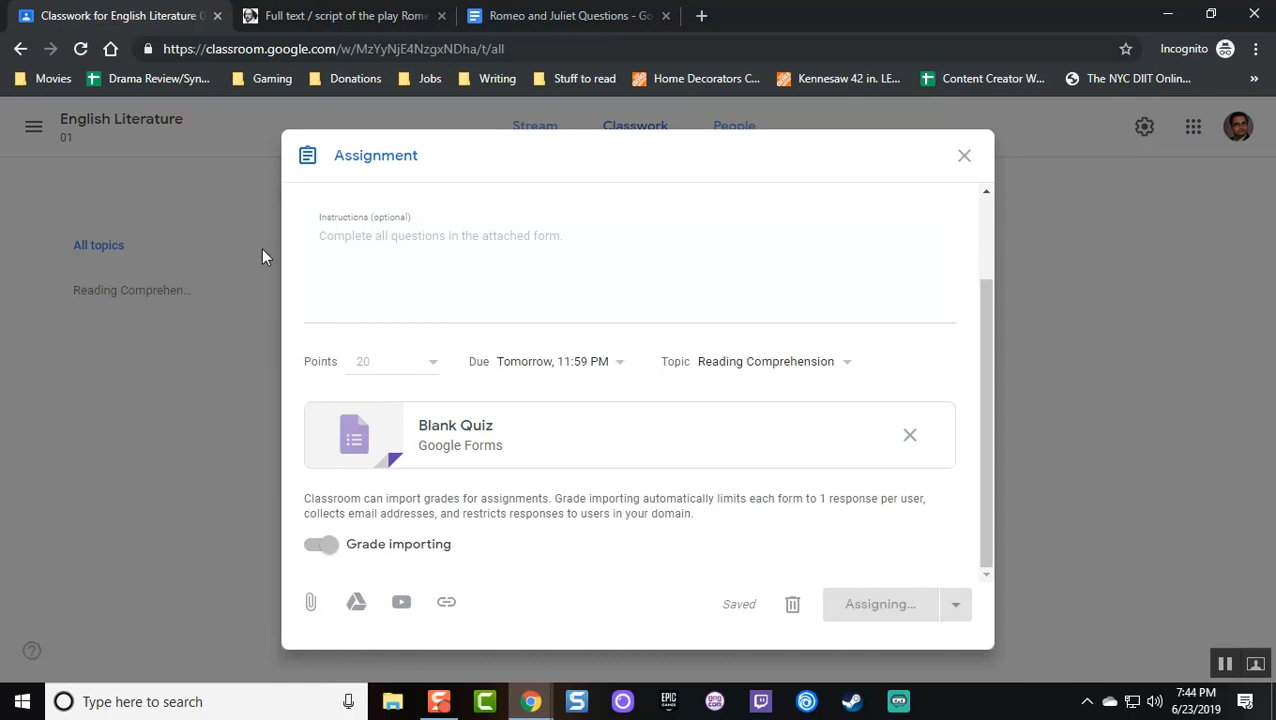 Classroom for English Literature G
Full text / script of the play Rome
Romeo and Juliet Questions - Go
https://classroom.google.com/w/MzYyNjE4NzgxNDha/t/all
Incognito
Movies
Drama Review/Syn...
Gaming
Donations
Jobs
Writing
Stuff to read
Home Decorators C...
Kennesaw 42 in. LE...
Content Creator W...
The NYC DIIT Onlin...
English Literature
01
Stream
Classwork
People
Assignment
All topics
Reading Comprehen...
Instructions (optional)
Complete all questions in the attached form.
Points 20 Due Tomorrow, 11:59 PM Topic Reading Comprehension
Blank Quiz
Google Forms
Classroom can import grades for assignments. Grade importing automatically limits each form to 1 response per user,
collects email addresses, and restricts responses to users in your domain.
Grade importing
Saved
Assigning...
Type here to search
EPIC
GAMES
7:44 PM
6/23/2019